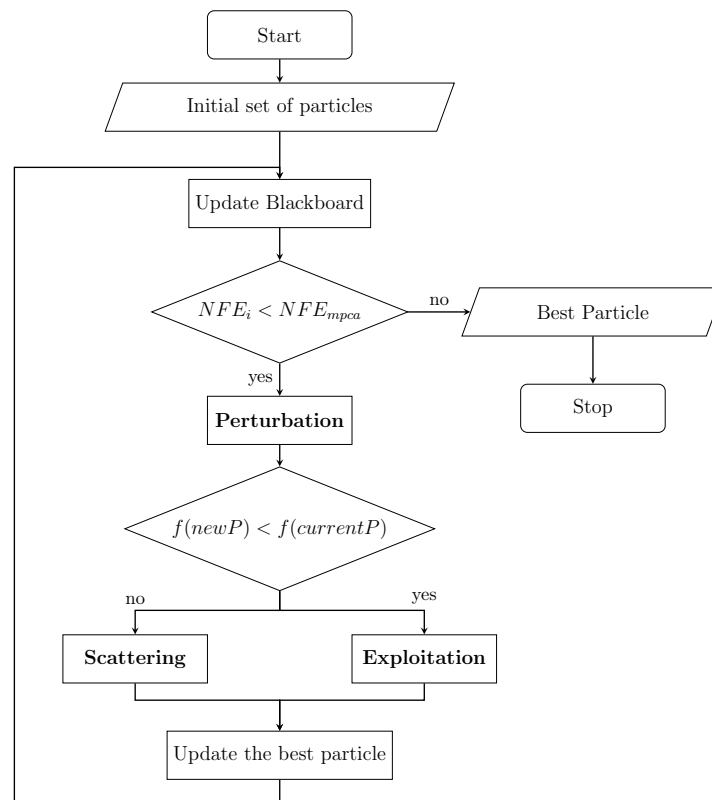 Start
Initial set of particles
Update Blackboard
NFE_i < NFE_mpca
no
Best Particle
yes
Stop
Perturbation
f(newP) < f(currentP)
no
yes
Scattering
Exploitation
Update the best particle